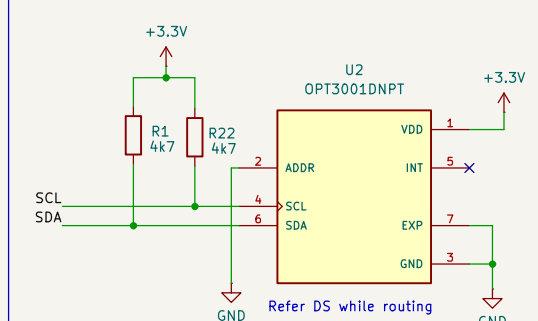 +3.3V
U2
OPT3001DNPT
+3.3V
R1
4k7
R22
4k7
VDD
1
2
ADDR
INT
5
SCL
4
SCL
SDA
6
SDA
EXP
7
GND
3
Refer DS while routing
GND
GND